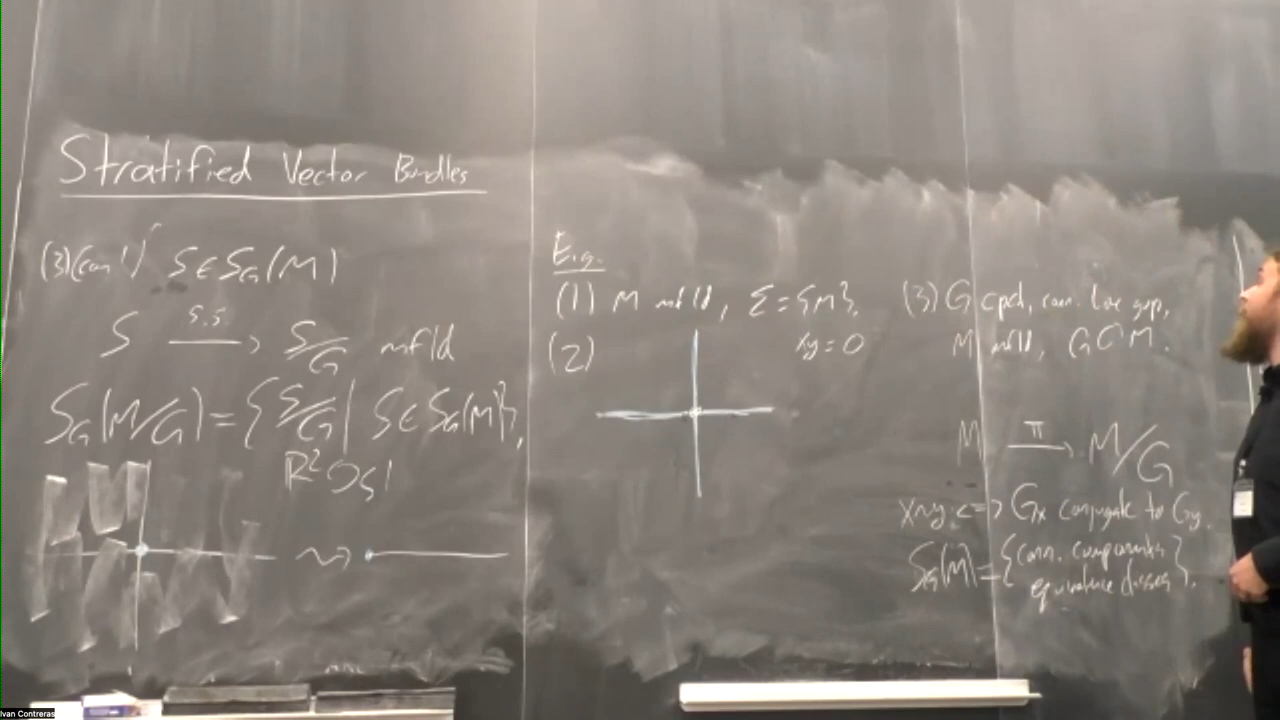 Stratified Vector Bundles
(3)(con't) S ∈ S_G(M)
S —s.s.→ S/G mfld
S_G(M/G) = {S/G | S ∈ S_G(M)},
R² ↺ S¹
E.g.
(1) M mfld, Σ = {M}.
(2) xy = 0
(3) G cpct, conn. Lie grp,
M mfld, G ↺ M.
M —π→ M/G
x~y <=> G_x conjugate to G_y.
S_G(M) = {conn. components
equivalence classes}.
Ivan Contreras